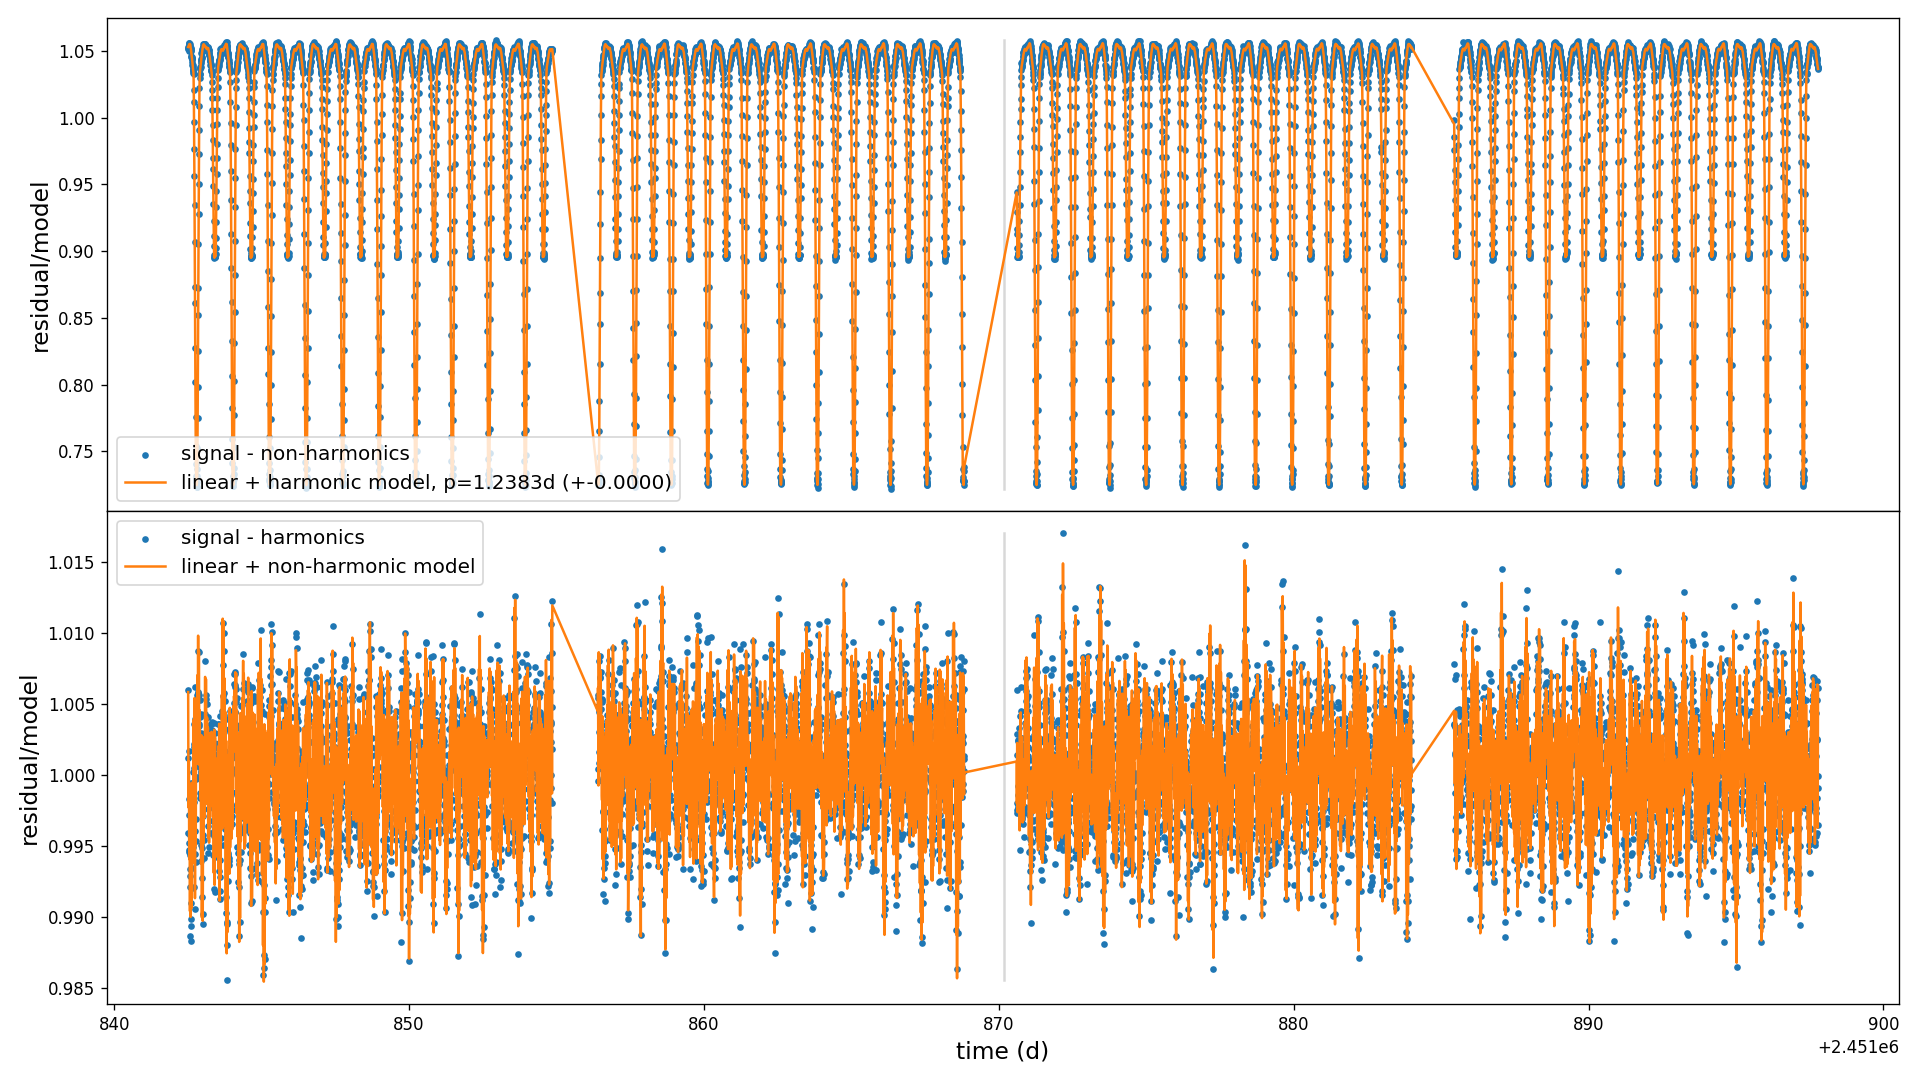 1.05
1.00
0.95
0.90
0.85
0.80
0.75
residual/model
signal - non-harmonics
linear + harmonic model, p=1.2383d (+-0.0000)
signal - harmonics
linear + non-harmonic model
1.015
1.010
1.005
1.000
0.995
0.990
0.985
residual/model
840 850 860 870 880 890 900
time (d)
+2.451e6